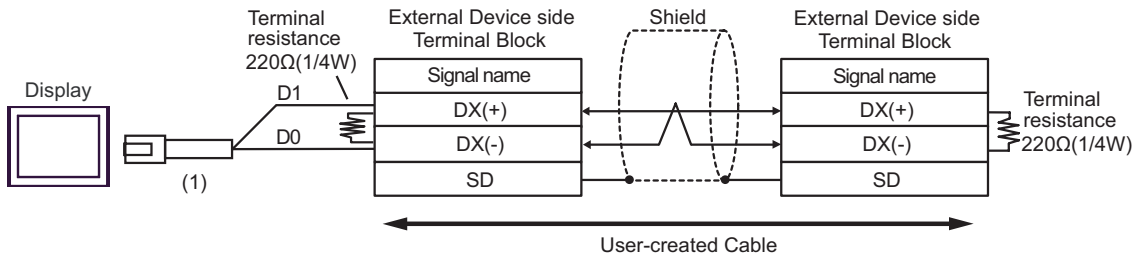 Display
(1)
D1
D0
Terminal
resistance
220Ω(1/4W)
External Device side
Terminal Block
Signal name
DX(+)
DX(-)
SD
Shield
External Device side
Terminal Block
Signal name
DX(+)
DX(-)
SD
Terminal
resistance
220Ω(1/4W)
User-created Cable